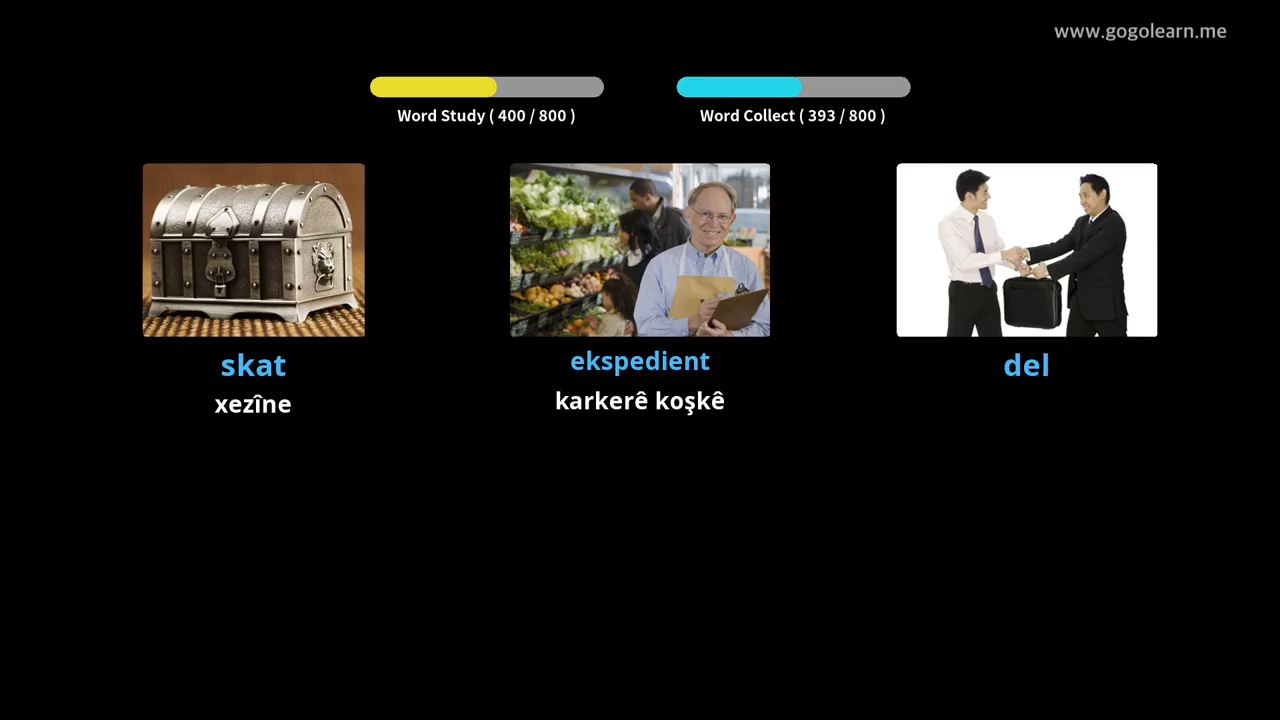 www.gogolearn.me
Word Study ( 400 / 800 )
Word Collect ( 393 / 800 )
skat
xezîne
ekspedient
karkerê koşkê
del